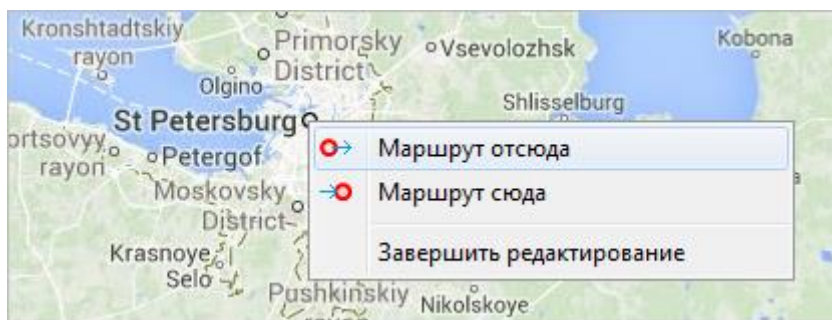 Kronshtadtskiy
rayon
Primorsky
District
Vsevolozhsk
Kobona
Olgino
Shlisselburg
St Petersburg
ortsovyy
rayon
Petergof
Moskovsky
District
Krasnoye
Selo
Pushkinskiy
Nikolskoye
Маршрут отсюда
Маршрут сюда
Завершить редактирование